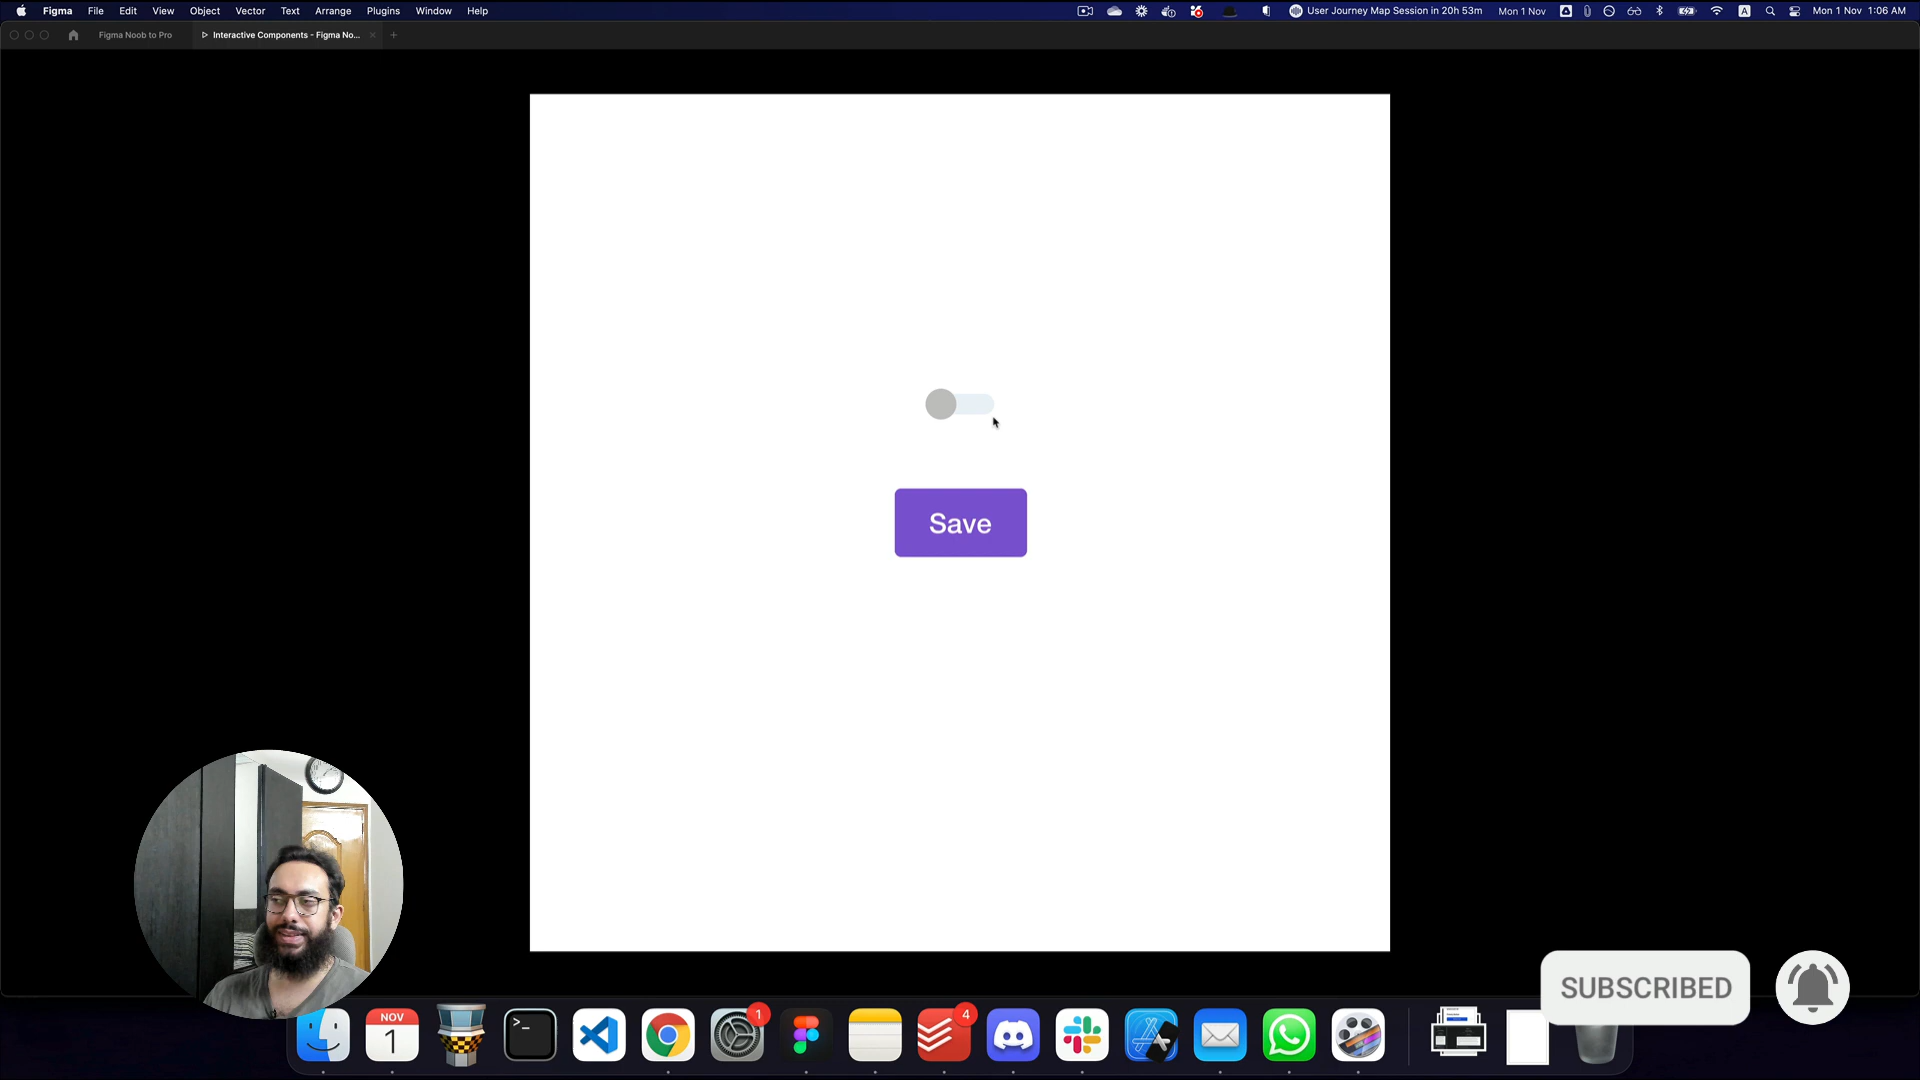 Figma File Edit View Object Vector Text Arrange Plugins Window Help
User Journey Map Session in 20h 53m Mon 1 Nov A Mon 1 Nov 1:06 AM
Figma Noob to Pro
Interactive Components - Figma No...
Save
SUBSCRIBED
NOV
1
1
4